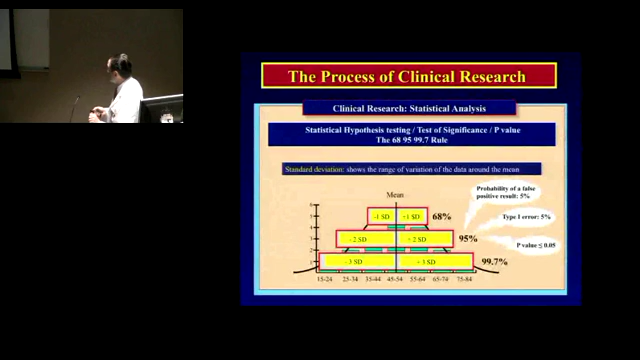 The Process of Clinical Research
Clinical Research: Statistical Analysis
Statistical Hypothesis testing / Test of Significance / P value
The 68 95 99.7 Rule
Standard deviation: shows the range of variation of the data around the mean
Mean
Probability of a false
positive result: 5%
-1 SD +1 SD 68%
Type I error: 5%
- 2 SD + 2 SD 95%
P value ≤ 0.05
- 3 SD + 3 SD 99.7%
15-24 25-34 35-44 45-54 55-64 65-74 75-84